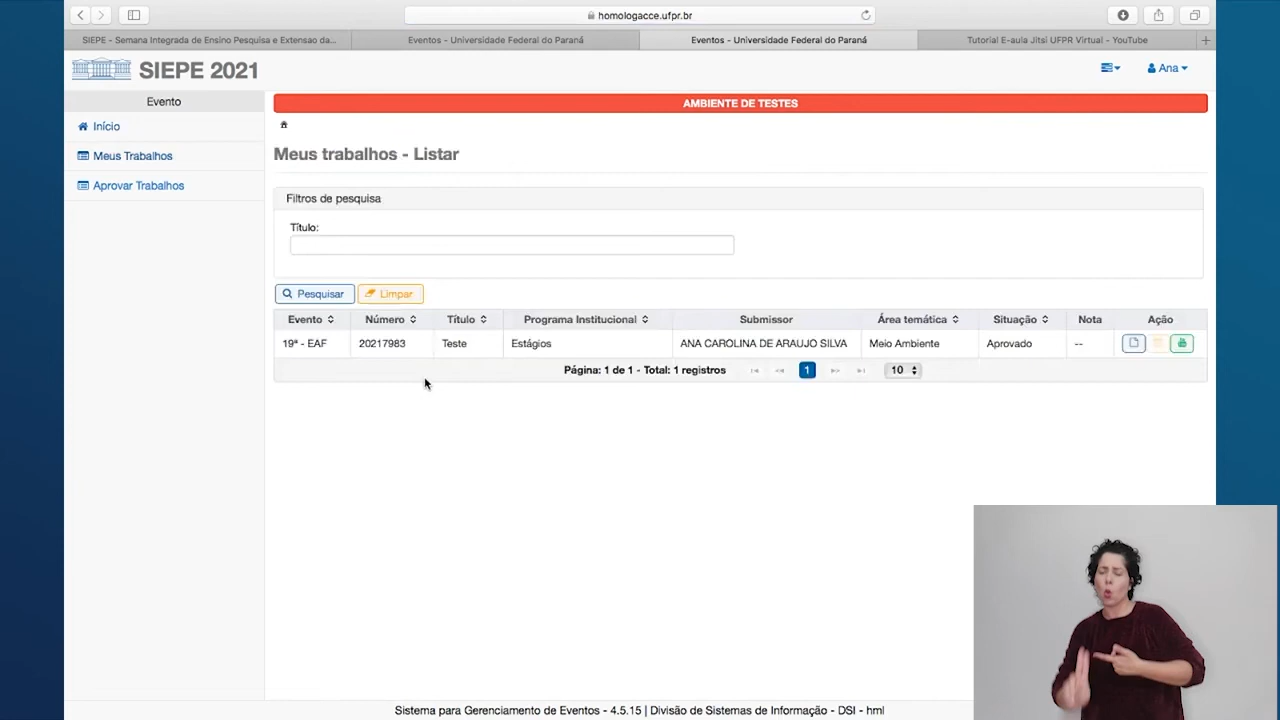 homologacce.ufpr.br
SIEPE - Semana Integrada de Ensino Pesquisa e Extensao da...
Eventos - Universidade Federal do Paraná
Eventos - Universidade Federal do Paraná
Tutorial E-aula Jitsi UFPR Virtual - YouTube
SIEPE 2021
Ana
Evento
Início
Meus Trabalhos
Aprovar Trabalhos
AMBIENTE DE TESTES
Meus trabalhos - Listar
Filtros de pesquisa
Título:
Pesquisar Limpar
Evento Número Título Programa Institucional Submissor Área temática Situação Nota Ação
19ª - EAF 20217983 Teste Estágios ANA CAROLINA DE ARAUJO SILVA Meio Ambiente Aprovado --
Página: 1 de 1 - Total: 1 registros 1 10
Sistema para Gerenciamento de Eventos - 4.5.15 | Divisão de Sistemas de Informação - DSI - hml